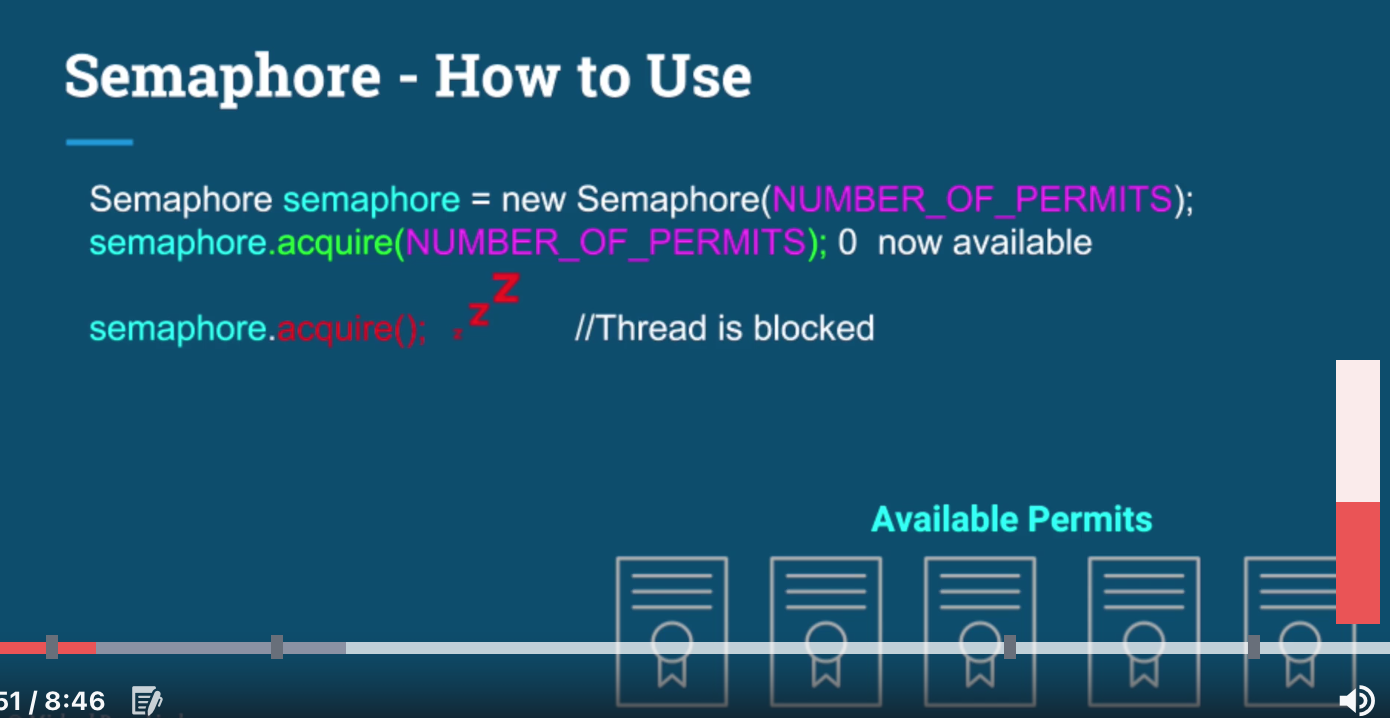 Semaphore - How to Use
Semaphore semaphore = new Semaphore(NUMBER_OF_PERMITS);
semaphore.acquire(NUMBER_OF_PERMITS); 0 now available
z z Z
semaphore.acquire(); //Thread is blocked
Available Permits
51 / 8:46